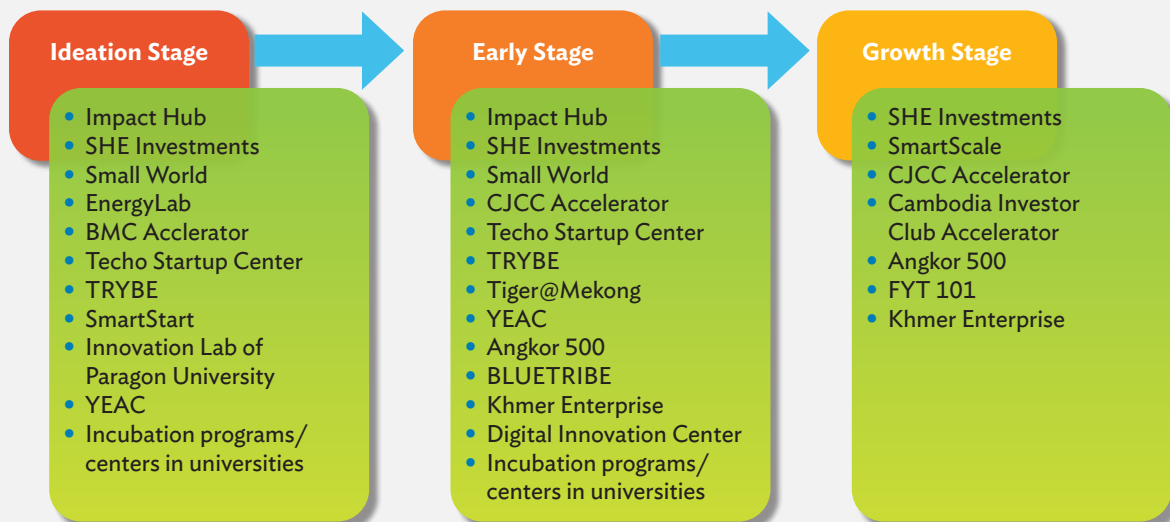 Ideation Stage
• Impact Hub
• SHE Investments
• Small World
• EnergyLab
• BMC Acclerator
• Techo Startup Center
• TRYBE
• SmartStart
• Innovation Lab of
Paragon University
• YEAC
• Incubation programs/
centers in universities
Early Stage
• Impact Hub
• SHE Investments
• Small World
• CJCC Accelerator
• Techo Startup Center
• TRYBE
• Tiger@Mekong
• YEAC
• Angkor 500
• BLUETRIBE
• Khmer Enterprise
• Digital Innovation Center
• Incubation programs/
centers in universities
Growth Stage
• SHE Investments
• SmartScale
• CJCC Accelerator
• Cambodia Investor
Club Accelerator
• Angkor 500
• FYT 101
• Khmer Enterprise